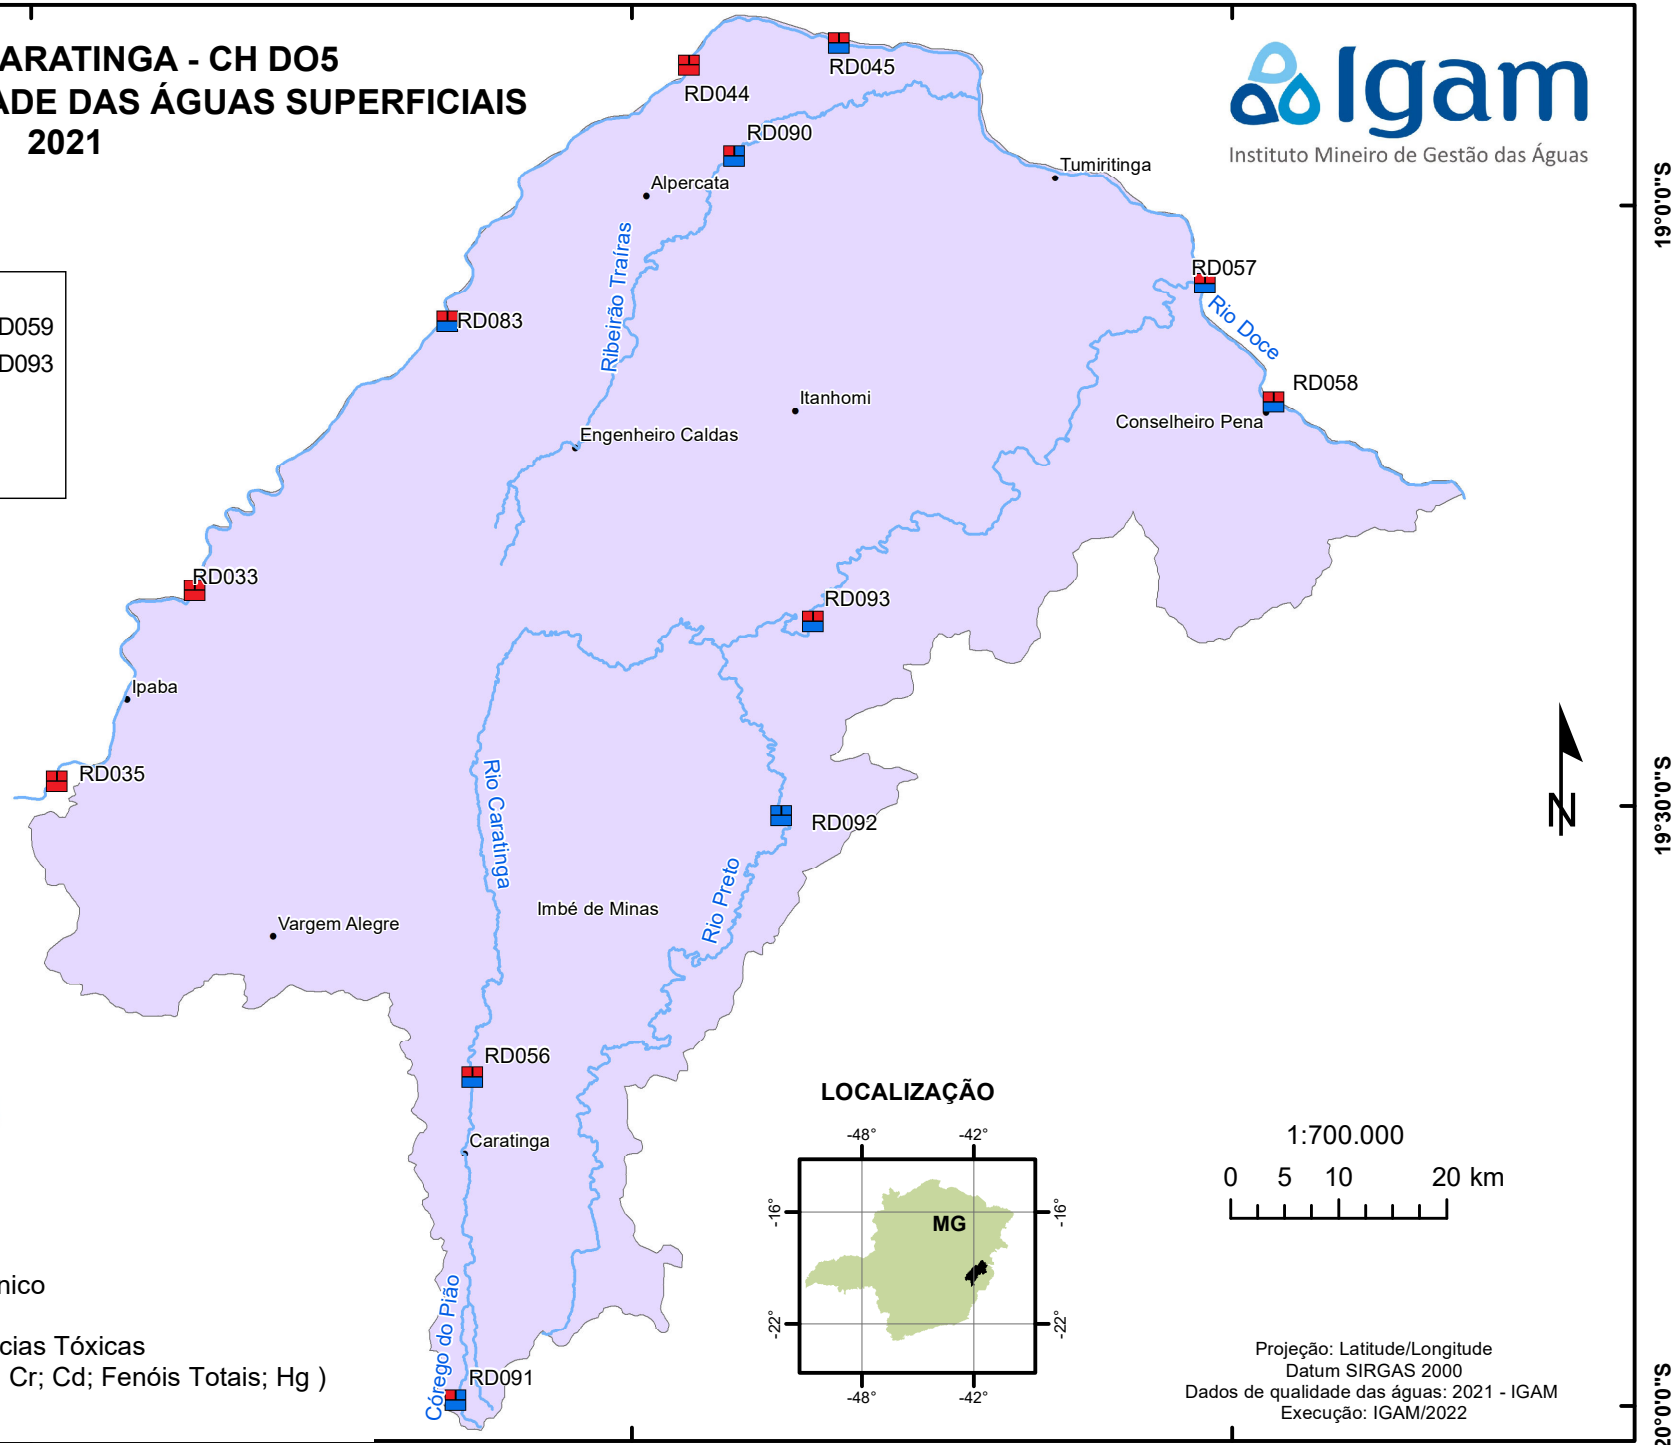 ARATINGA - CH DO5
ADE DAS ÁGUAS SUPERFICIAIS
2021
Igam
Instituto Mineiro de Gestão das Águas
RD045
RD044
RD090
Alpercata
Tumiritinga
19°0'0"S
Ribeirão Traíras
RD057
Rio Doce
D059
D093
RD083
RD058
Itanhomi
Conselheiro Pena
Engenheiro Caldas
RD033
RD093
Ipaba
RD035
Rio Caratinga
RD092
19°30'0"S
N
Rio Preto
Imbé de Minas
Vargem Alegre
RD056
Caratinga
LOCALIZAÇÃO
-48° -42°
-16° -16°
MG
-22° -22°
-48° -42°
1:700.000
0 5 10 20 km
nico
cias Tóxicas
Cr; Cd; Fenóis Totais; Hg )
Córrego do Pião
RD091
Projeção: Latitude/Longitude
Datum SIRGAS 2000
Dados de qualidade das águas: 2021 - IGAM
Execução: IGAM/2022
20°0'0"S